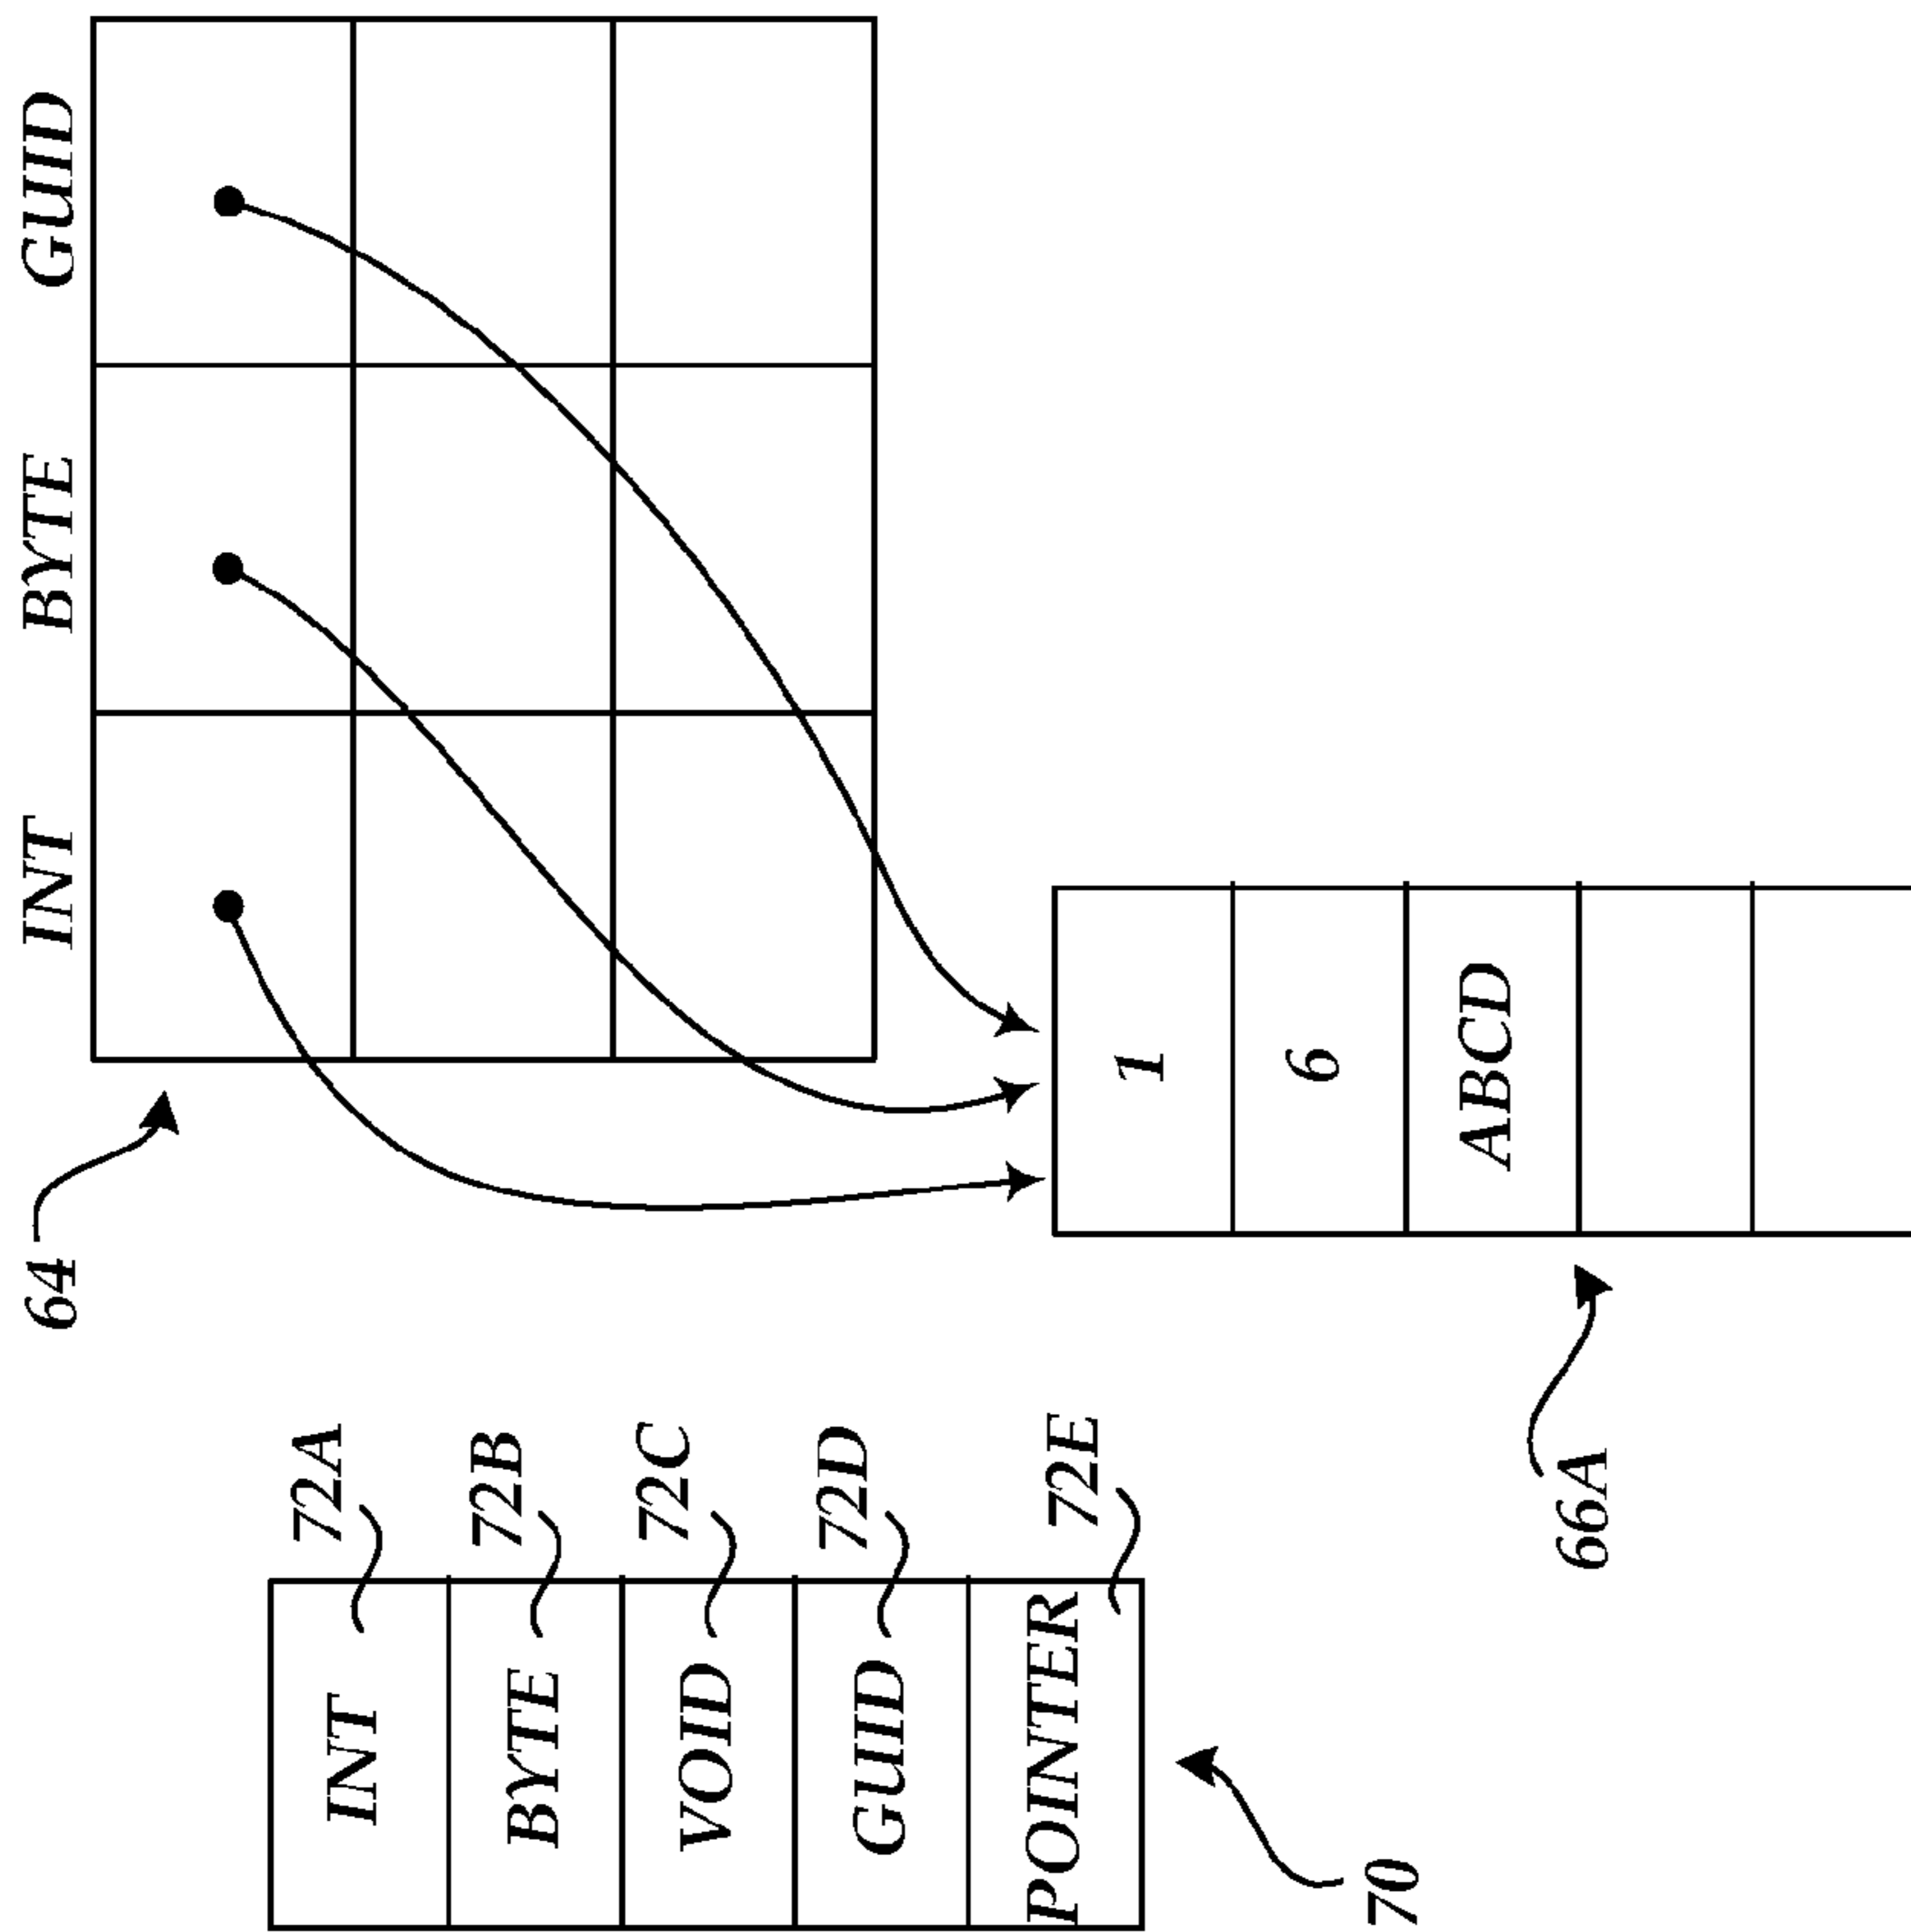 64
INT BYTE GUID
INT 72A
BYTE 72B
VOID 72C
GUID 72D
POINTER 72E
70
1
6
ABCD
66A